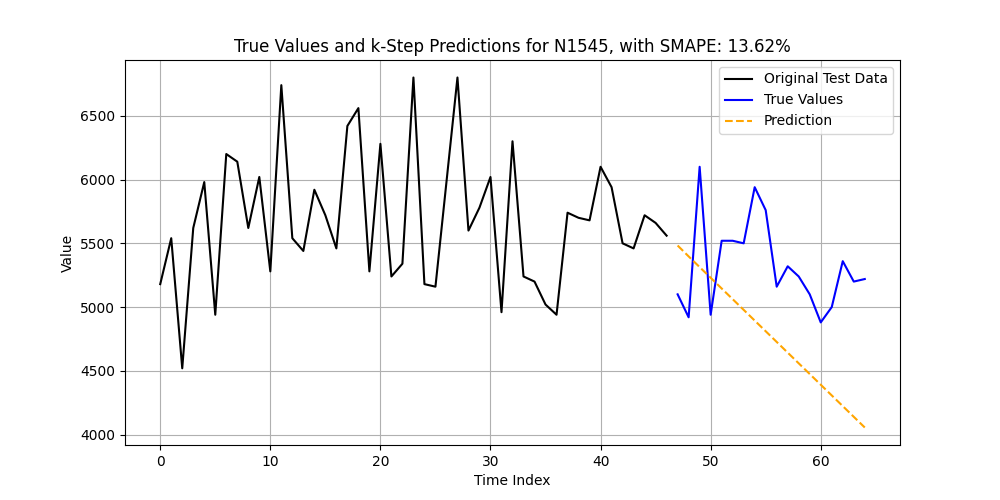 True Values and k-Step Predictions for N1545, with SMAPE: 13.62%
Original Test Data
True Values
Prediction
6500
6000
5500
5000
4500
4000
Value
0 10 20 30 40 50 60
Time Index